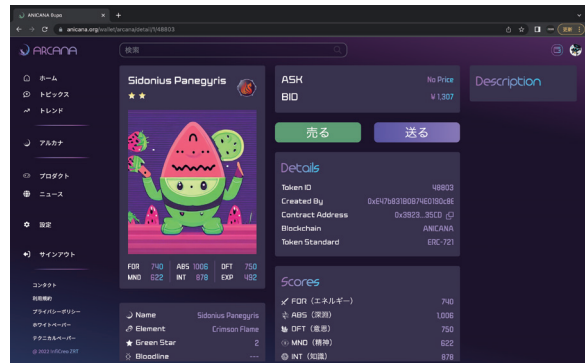 ANICANA Eupo
anicana.org/wallet/arcana/detail/1/48803
更新
ARCANA
検索
ホーム
トピックス
トレンド
アルカナ
プロダクト
ニュース
設定
サインアウト
コンタクト
利用規約
プライバシーポリシー
ホワイトペーパー
テクニカルペーパー
Sidonius Panegyris
FOR 740 ABS 1006 DFT 750
MND 622 INT 878 EXP 492
Name Sidonius Panegyris
Element Crimson Flame
Green Star 2
Bloodline ---
ASK No Price
BID ¥ 1,307
売る
送る
Details
Token ID 48803
Contract Address 0x3923...35CD
Created By
Blockchain ANICANA
Token Standard ERC-721
Scores
FOR (エネルギー) 740
ABS (深淵) 1,006
DFT (意思) 750
MND (精神) 622
INT (知識) 878
Description